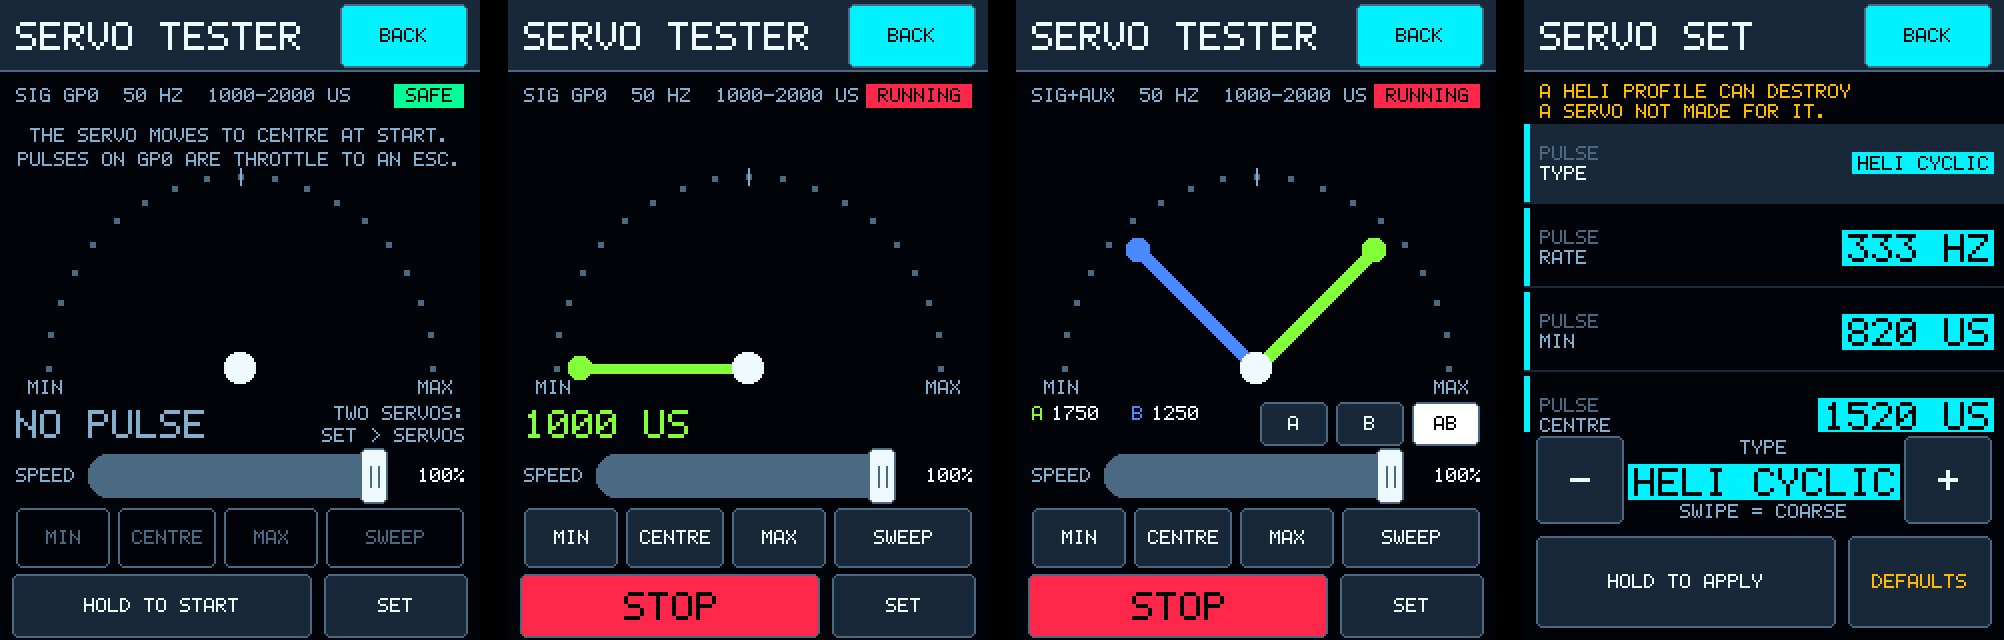 SERVO TESTER BACK
SIG GP0 50 HZ 1000-2000 US SAFE
THE SERVO MOVES TO CENTRE AT START.
PULSES ON GP0 ARE THROTTLE TO AN ESC.
MIN MAX
NO PULSE
TWO SERVOS:
SET > SERVOS
SPEED 100%
MIN CENTRE MAX SWEEP
HOLD TO START SET
SERVO TESTER BACK
SIG GP0 50 HZ 1000-2000 US RUNNING
MIN MAX
1000 US
SPEED 100%
MIN CENTRE MAX SWEEP
STOP SET
SERVO TESTER BACK
SIG+AUX 50 HZ 1000-2000 US RUNNING
MIN MAX
A 1750 B 1250 A B AB
SPEED 100%
MIN CENTRE MAX SWEEP
STOP SET
SERVO SET BACK
A HELI PROFILE CAN DESTROY
A SERVO NOT MADE FOR IT.
PULSE
TYPE HELI CYCLIC
PULSE
RATE 333 HZ
PULSE
MIN 820 US
PULSE
CENTRE 1520 US
TYPE
- HELI CYCLIC +
SWIPE = COARSE
HOLD TO APPLY DEFAULTS